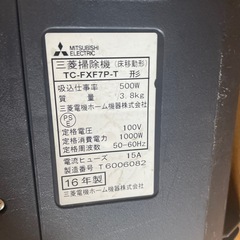 MITSUBISHI
ELECTRIC
三菱掃除機 (床移動形)
TC-FXF7P-T 形
吸込仕事率 500W
質量 3.8kg
三菱電機ホーム機器株式会社
PS
E
定格電圧 100V
定格消費電力 1000W
定格周波数 50-60Hz
電流ヒューズ 15A
製造番号 T6006082
16年製
三菱電機ホーム機器株式会社